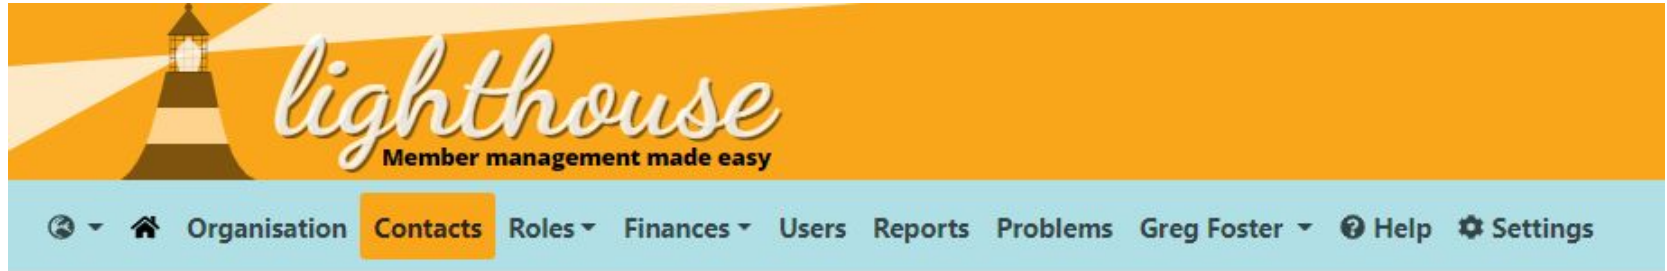 lighthouse
Member management made easy
Organisation Contacts Roles Finances Users Reports Problems Greg Foster Help Settings